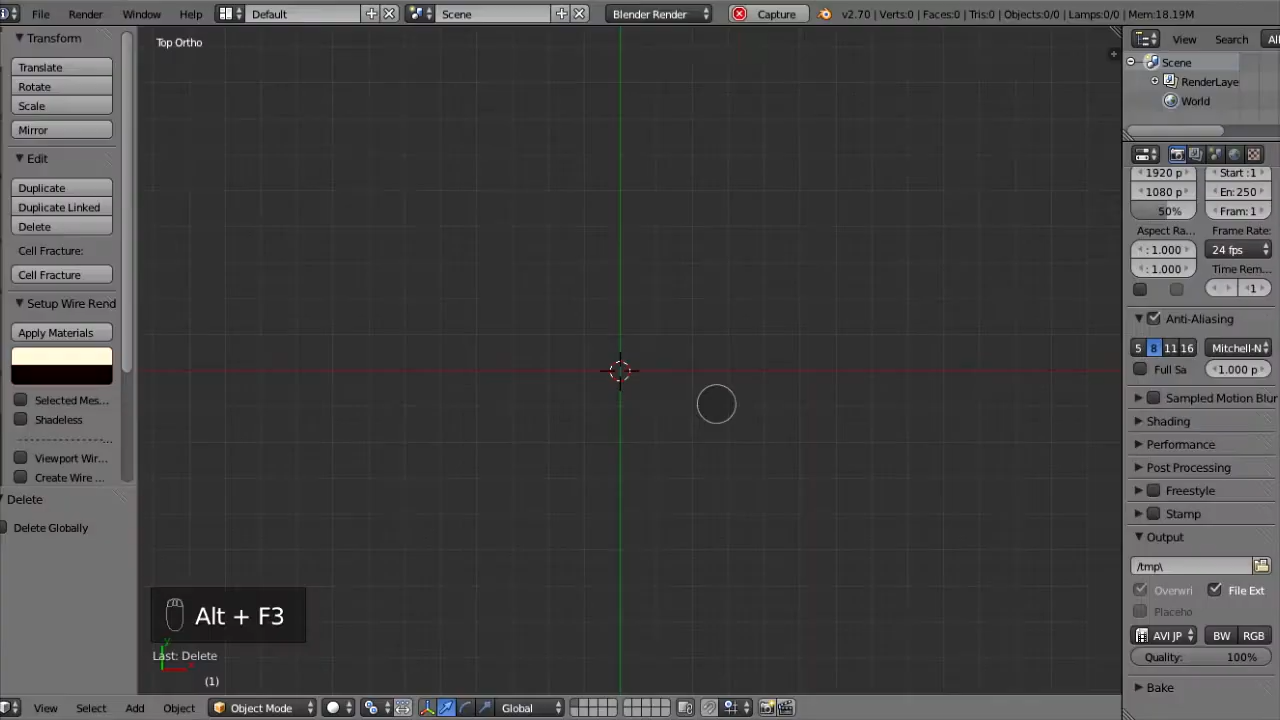 File Render Window Help Default Scene Blender Render Capture v2.70 | Verts:0 | Faces:0 | Tris:0 | Objects:0/0 | Lamps:0/0 | Mem:18.19M
Transform
Translate
Rotate
Scale
Mirror
Edit
Duplicate
Duplicate Linked
Delete
Cell Fracture:
Cell Fracture
Setup Wire Rend
Apply Materials
Selected Mes...
Shadeless
Viewport Wir...
Create Wire ...
Delete
Delete Globally
Top Ortho
Alt + F3
Last: Delete
y
(1)
View Select Add Object Object Mode Global
View Search All
Scene
RenderLaye
World
1920 p Start : 1
1080 p En: 250
50% Fram: 1
Aspect Ra... Frame Rate:
: 1.000 24 fps
: 1.000 Time Rem...
1
Anti-Aliasing
5 8 11 16 Mitchell-N
Full Sa 1.000 p
Sampled Motion Blur
Shading
Performance
Post Processing
Freestyle
Stamp
Output
/tmp\
Overwri File Ext
Placeho
AVI JP BW RGB
Quality: 100%
Bake